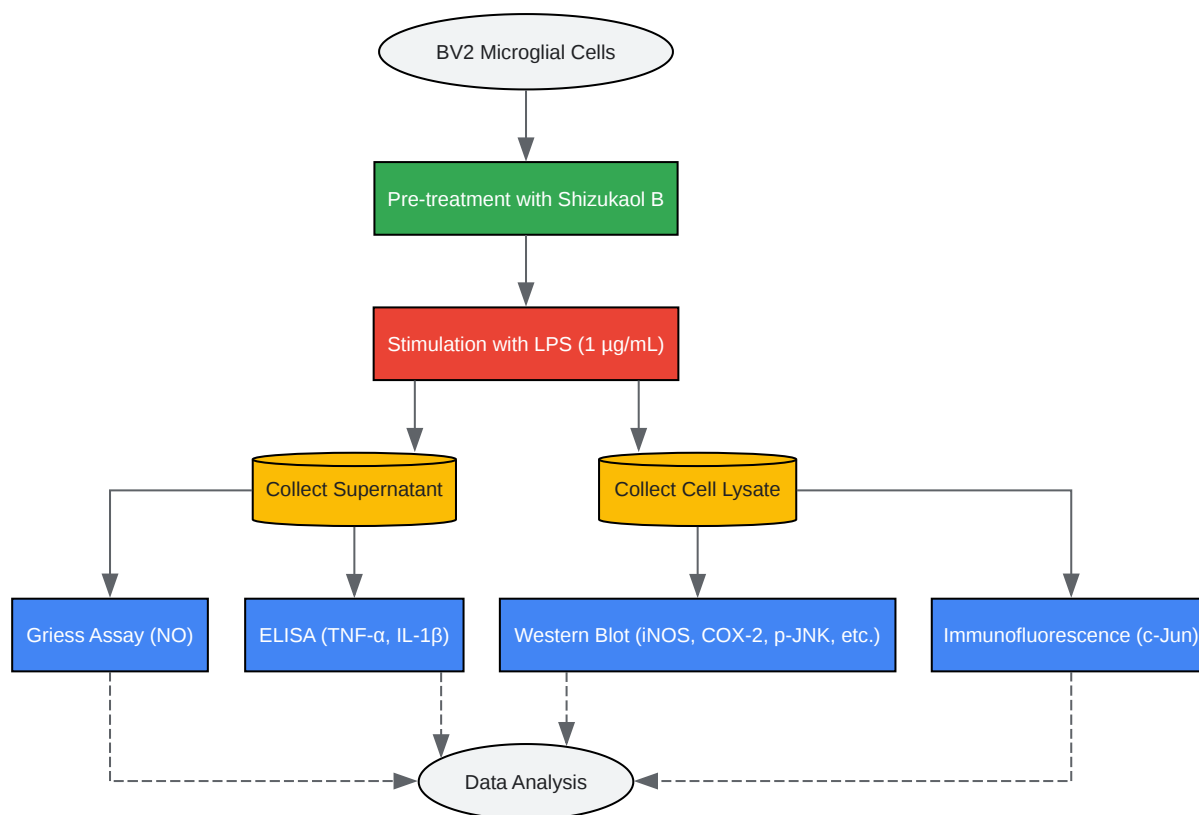 BV2 Microglial Cells
Pre-treatment with Shizukaol B
Stimulation with LPS (1 µg/mL)
Collect Supernatant
Collect Cell Lysate
Griess Assay (NO)
ELISA (TNF-α, IL-1β)
Western Blot (iNOS, COX-2, p-JNK, etc.)
Immunofluorescence (c-Jun)
Data Analysis